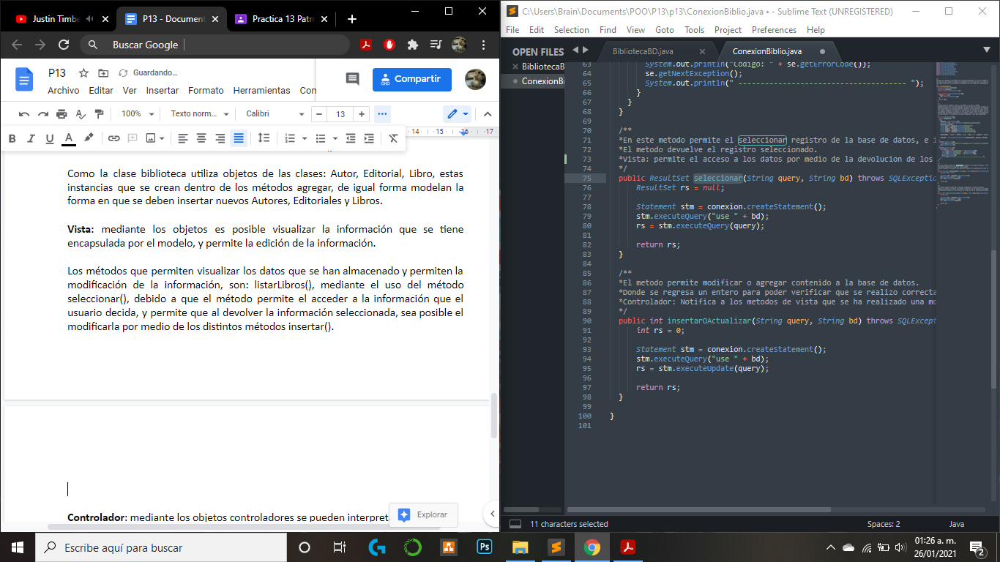 Justin Timbe
P13 - Document
Practica 13 Patro
Buscar Google
P13
Guardando...
Compartir
Archivo Editar Ver Insertar Formato Herramientas Com
100% Texto norm... Calibri 13
B I U A
14 15 16 17
Como la clase biblioteca utiliza objetos de las clases: Autor, Editorial, Libro, estas
instancias que se crean dentro de los métodos agregar, de igual forma modelan la
forma en que se deben insertar nuevos Autores, Editoriales y Libros.
Vista: mediante los objetos es posible visualizar la información que se tiene
encapsulada por el modelo, y permite la edición de la información.
Los métodos que permiten visualizar los datos que se han almacenado y permiten la
modificación de la información, son: listarLibros(), mediante el uso del método
seleccionar(), debido a que el método permite el acceder a la información que el
usuario decida, y permite que al devolver la información seleccionada, sea posible el
modificarla por medio de los distintos métodos insertar().
Controlador: mediante los objetos controladores se pueden interpret
Explorar
C:\Users\Brain\Documents\POO\P13\p13\ConexionBiblio.java • - Sublime Text (UNREGISTERED)
File Edit Selection Find View Goto Tools Project Preferences Help
OPEN FILES
BibliotecaB
ConexionBi
BibliotecaBD.java
ConexionBiblio.java
63 System.out.println("Codigo: " + se.getErrorCode());
64 se.getNextException();
65 System.out.println(" -------------------------------------- ");
66 }
67 }
68 }
69
70 /**
71 *En este metodo permite el seleccionar registro de la base de datos, e i
72 *El metodo devuelve el registro seleccionado.
73 *Vista: permite el acceso a los datos por medio de la devolucion de los
74 */
75 public ResultSet seleccionar(String query, String bd) throws SQLExceptio
76 ResultSet rs = null;
77
78 Statement stm = conexion.createStatement();
79 stm.executeQuery("use " + bd);
80 rs = stm.executeQuery(query);
81
82 return rs;
83 }
84
85 /**
86 *El metodo permite modificar o agregar contenido a la base de datos.
87 *Donde se regresa un entero para poder verificar que se realizo correcta
88 *Controlador: Notifica a los metodos de vista que se ha realizado una mo
89 */
90 public int insertarOActualizar(String query, String bd) throws SQLExcept
91 int rs = 0;
92
93 Statement stm = conexion.createStatement();
94 stm.executeQuery("use " + bd);
95 rs = stm.executeUpdate(query);
96
97 return rs;
98 }
99
100 }
101
11 characters selected
Spaces: 2
Java
Escribe aquí para buscar
Ps
01:26 a. m.
26/01/2021
2